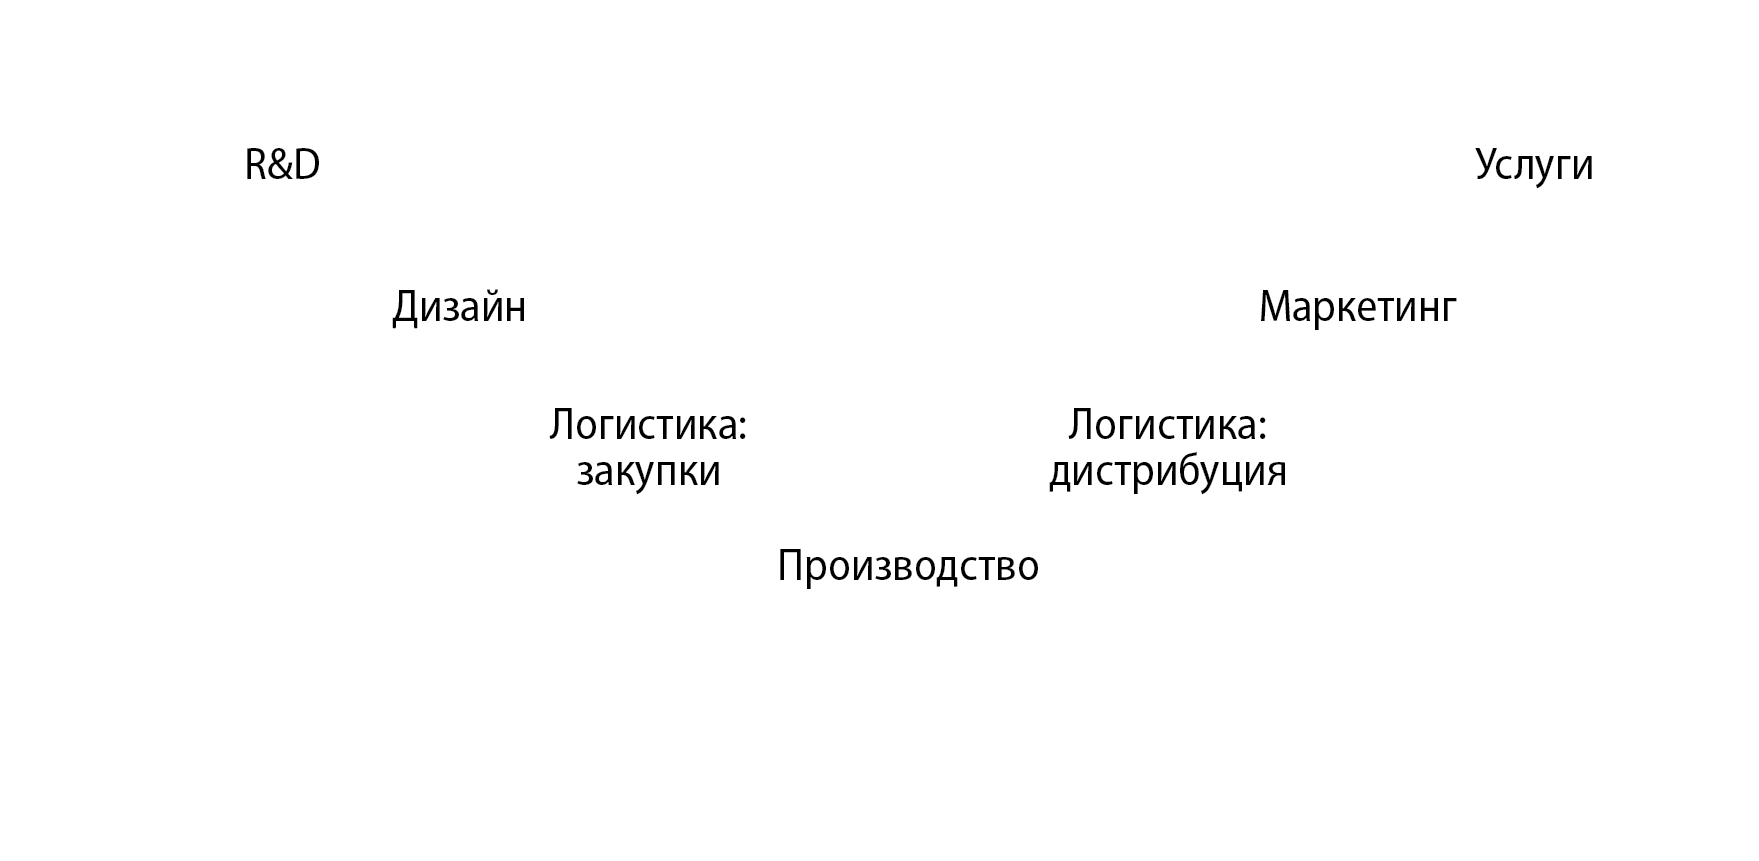 R&D
Услуги
Дизайн
Маркетинг
Логистика:
закупки
Логистика:
дистрибуция
Производство